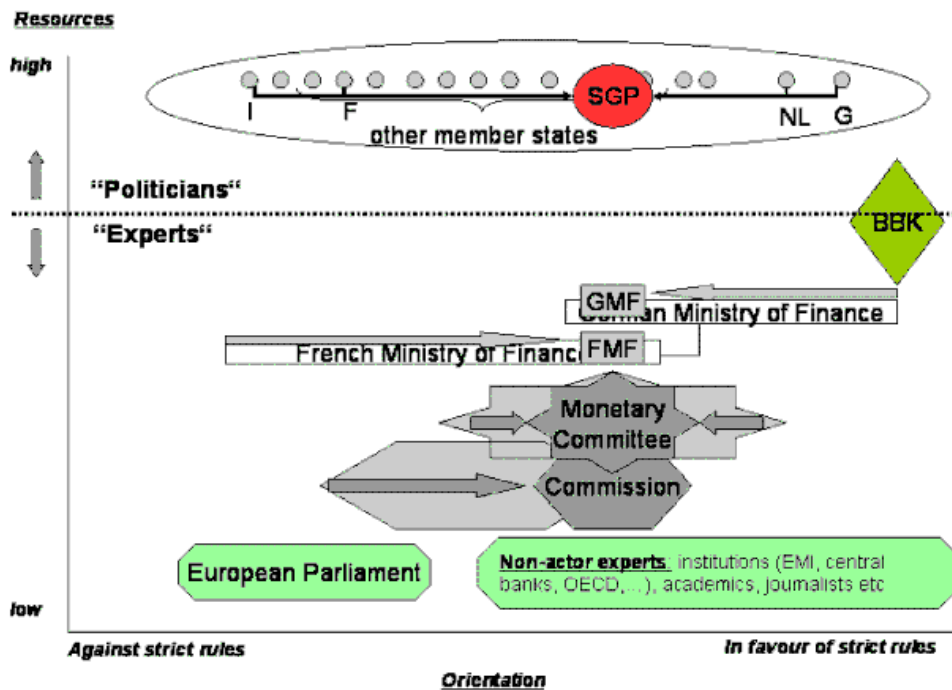 Resources
high
SGP
I
F
NL
G
other member states
“Politicians“
“Experts“
BBK
GMF
German Ministry of Finance
French Ministry of Finance
FMF
Monetary
Committee
Commission
European Parliament
Non-actor experts: institutions (EMI, central
banks, OECD,...), academics, journalists etc
low
Against strict rules
In favour of strict rules
Orientation